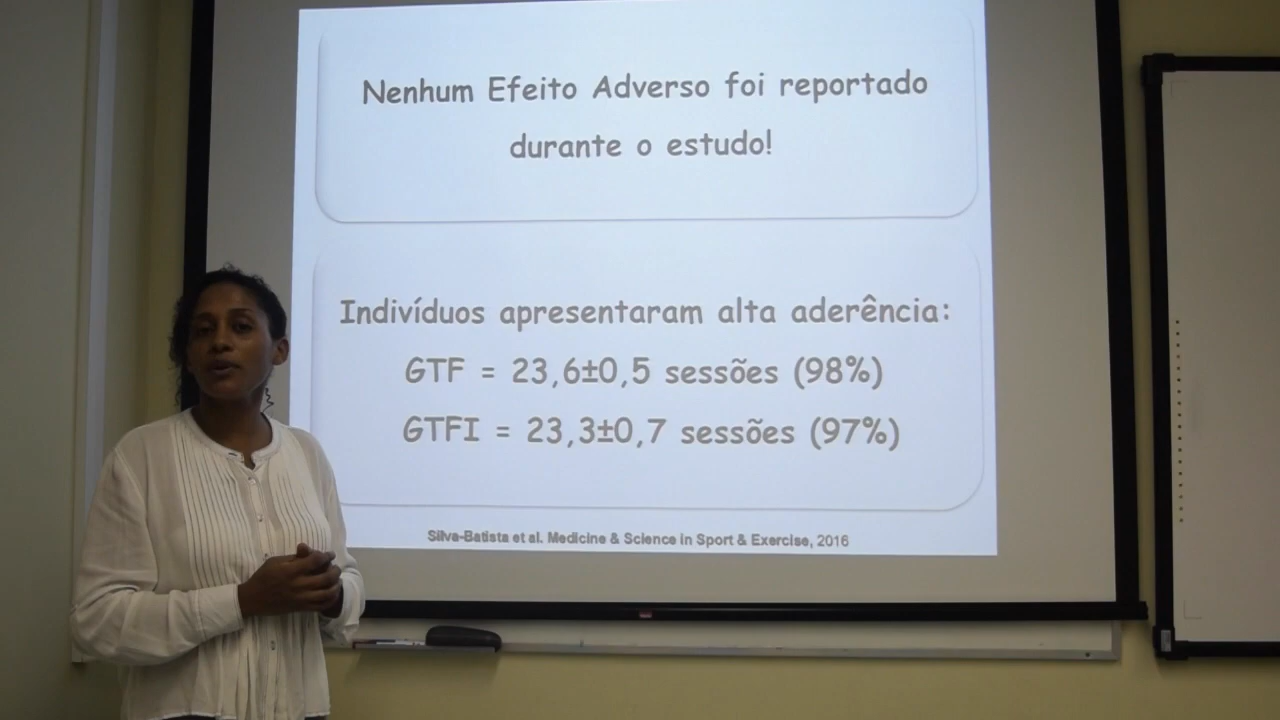 Nenhum Efeito Adverso foi reportado
durante o estudo!
Indivíduos apresentaram alta aderência:
GTF = 23,6±0,5 sessões (98%)
GTFI = 23,3±0,7 sessões (97%)
Silva-Batista et al. Medicine & Science in Sport & Exercise, 2016